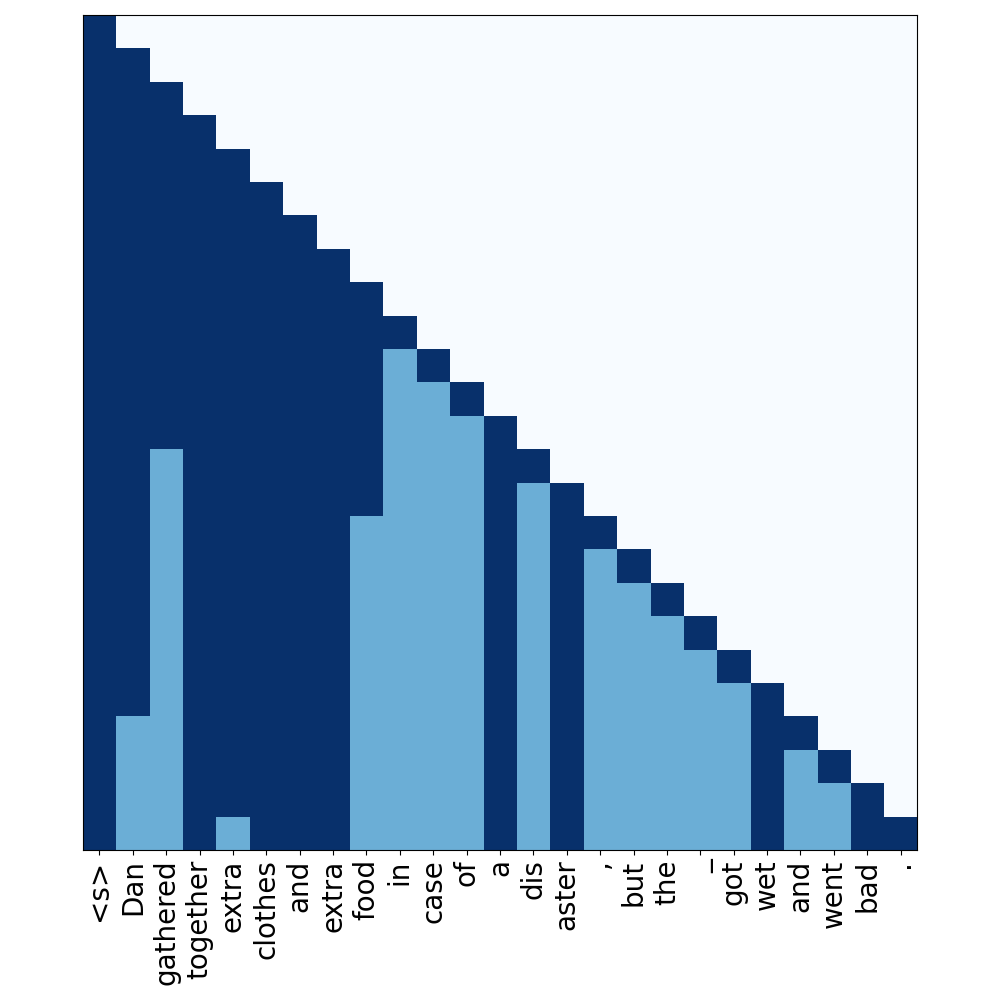 <s> Dan gathered together extra clothes and extra food in case of a dis aster , but the _ got wet and went bad .